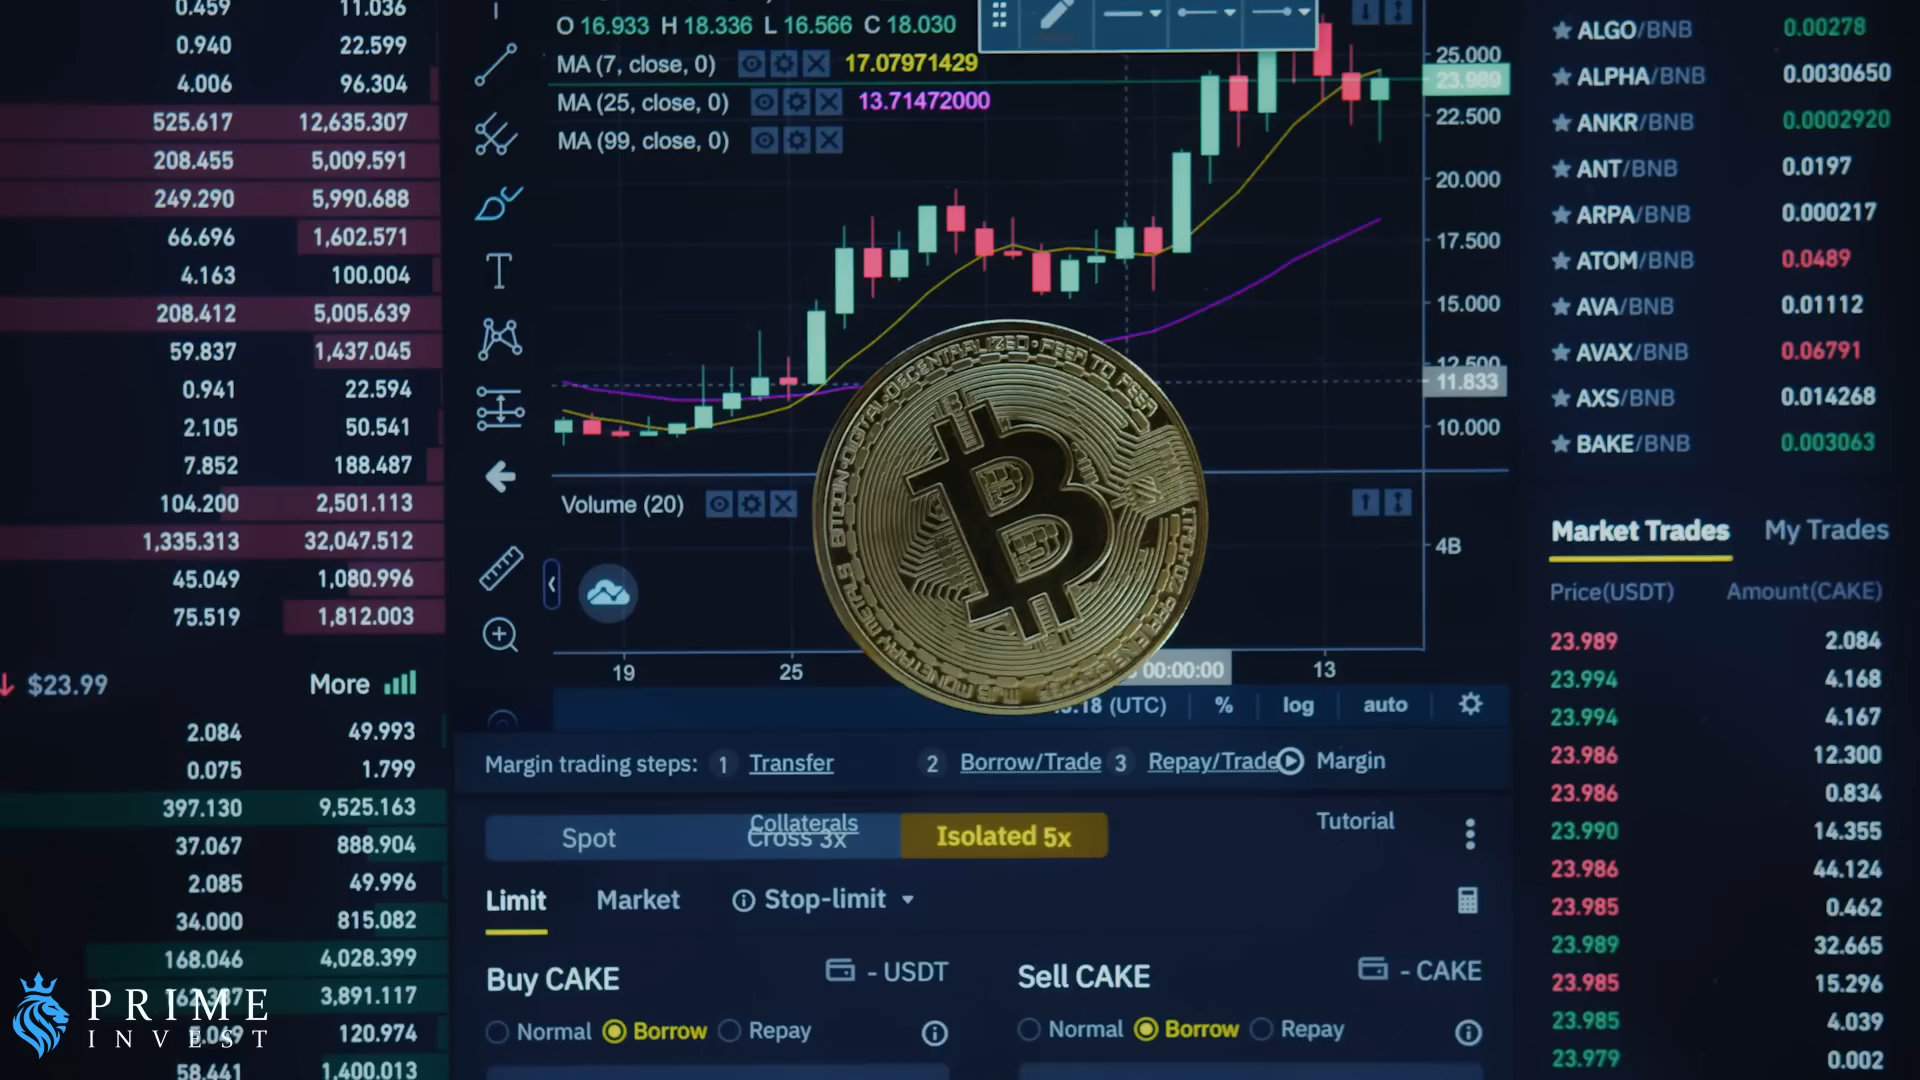 0.459 11.036
0.940 22.599
4.006 96.304
525.617 12,635.307
208.455 5,009.591
249.290 5,990.688
66.696 1,602.571
4.163 100.004
208.412 5,005.639
59.837 1,437.045
0.941 22.594
2.105 50.541
7.852 188.487
104.200 2,501.113
1,335.313 32,047.512
45.049 1,080.996
75.519 1,812.003
$23.99 More
2.084 49.993
0.075 1.799
397.130 9,525.163
37.067 888.904
2.085 49.996
34.000 815.082
168.046 4,028.399
3,891.117
5.069 120.974
58.441 1,400.013
PRIME
INVEST
O 16.933 H 18.336 L 16.566 C 18.030
MA (7, close, 0) 17.07971429
MA (25, close, 0) 13.71472000
MA (99, close, 0)
25.000
23.989
22.500
20.000
17.500
15.000
12.500
11.833
10.000
Volume (20)
4B
19 25 00:00:00 13
(UTC) % log auto
BITCOIN DIGITAL DECENTRALIZED PEER TO PEER
Margin trading steps: 1 Transfer 2 Borrow/Trade 3 Repay/Trade Margin
Collaterals Tutorial
Spot Cross 3x Isolated 5x
Limit Market Stop-limit
Buy CAKE - USDT Sell CAKE - CAKE
Normal Borrow Repay Normal Borrow Repay
ALGO/BNB 0.00278
ALPHA/BNB 0.0030650
ANKR/BNB 0.0002920
ANT/BNB 0.0197
ARPA/BNB 0.000217
ATOM/BNB 0.0489
AVA/BNB 0.01112
AVAX/BNB 0.06791
AXS/BNB 0.014268
BAKE/BNB 0.003063
Market Trades My Trades
Price(USDT) Amount(CAKE)
23.989 2.084
23.994 4.168
23.994 4.167
23.986 12.300
23.986 0.834
23.990 14.355
23.986 44.124
23.985 0.462
23.989 32.665
23.985 15.296
23.985 4.039
23.979 0.002